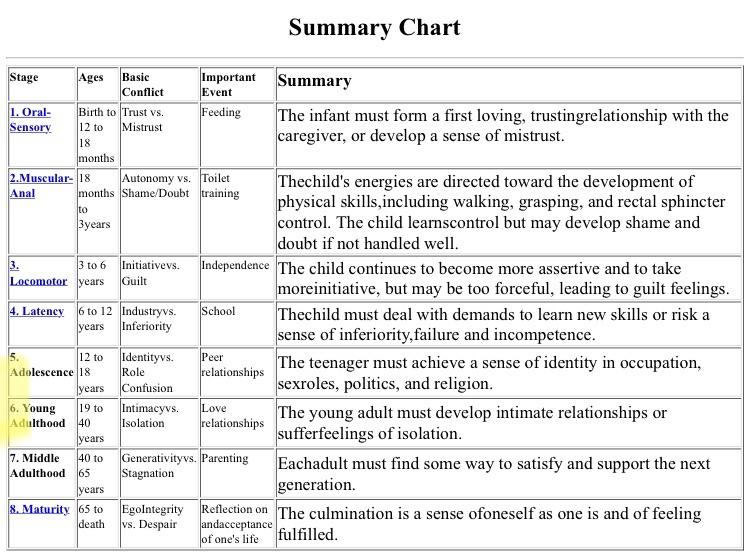 Summary Chart
Stage Ages Basic Conflict Important Event Summary
1. Oral-Sensory Birth to 12 to 18 months Trust vs. Mistrust Feeding The infant must form a first loving, trustingrelationship with the caregiver, or develop a sense of mistrust.
2.Muscular-Anal 18 months to 3years Autonomy vs. Shame/Doubt Toilet training Thechild's energies are directed toward the development of physical skills,including walking, grasping, and rectal sphincter control. The child learnscontrol but may develop shame and doubt if not handled well.
3. Locomotor 3 to 6 years Initiativevs. Guilt Independence The child continues to become more assertive and to take moreinitiative, but may be too forceful, leading to guilt feelings.
4. Latency 6 to 12 years Industryvs. Inferiority School Thechild must deal with demands to learn new skills or risk a sense of inferiority,failure and incompetence.
5. Adolescence 12 to 18 years Identityvs. Role Confusion Peer relationships The teenager must achieve a sense of identity in occupation, sexroles, politics, and religion.
6. Young Adulthood 19 to 40 years Intimacyvs. Isolation Love relationships The young adult must develop intimate relationships or sufferfeelings of isolation.
7. Middle Adulthood 40 to 65 years Generativityvs. Stagnation Parenting Eachadult must find some way to satisfy and support the next generation.
8. Maturity 65 to death EgoIntegrity vs. Despair Reflection on andacceptance of one's life The culmination is a sense ofoneself as one is and of feeling fulfilled.